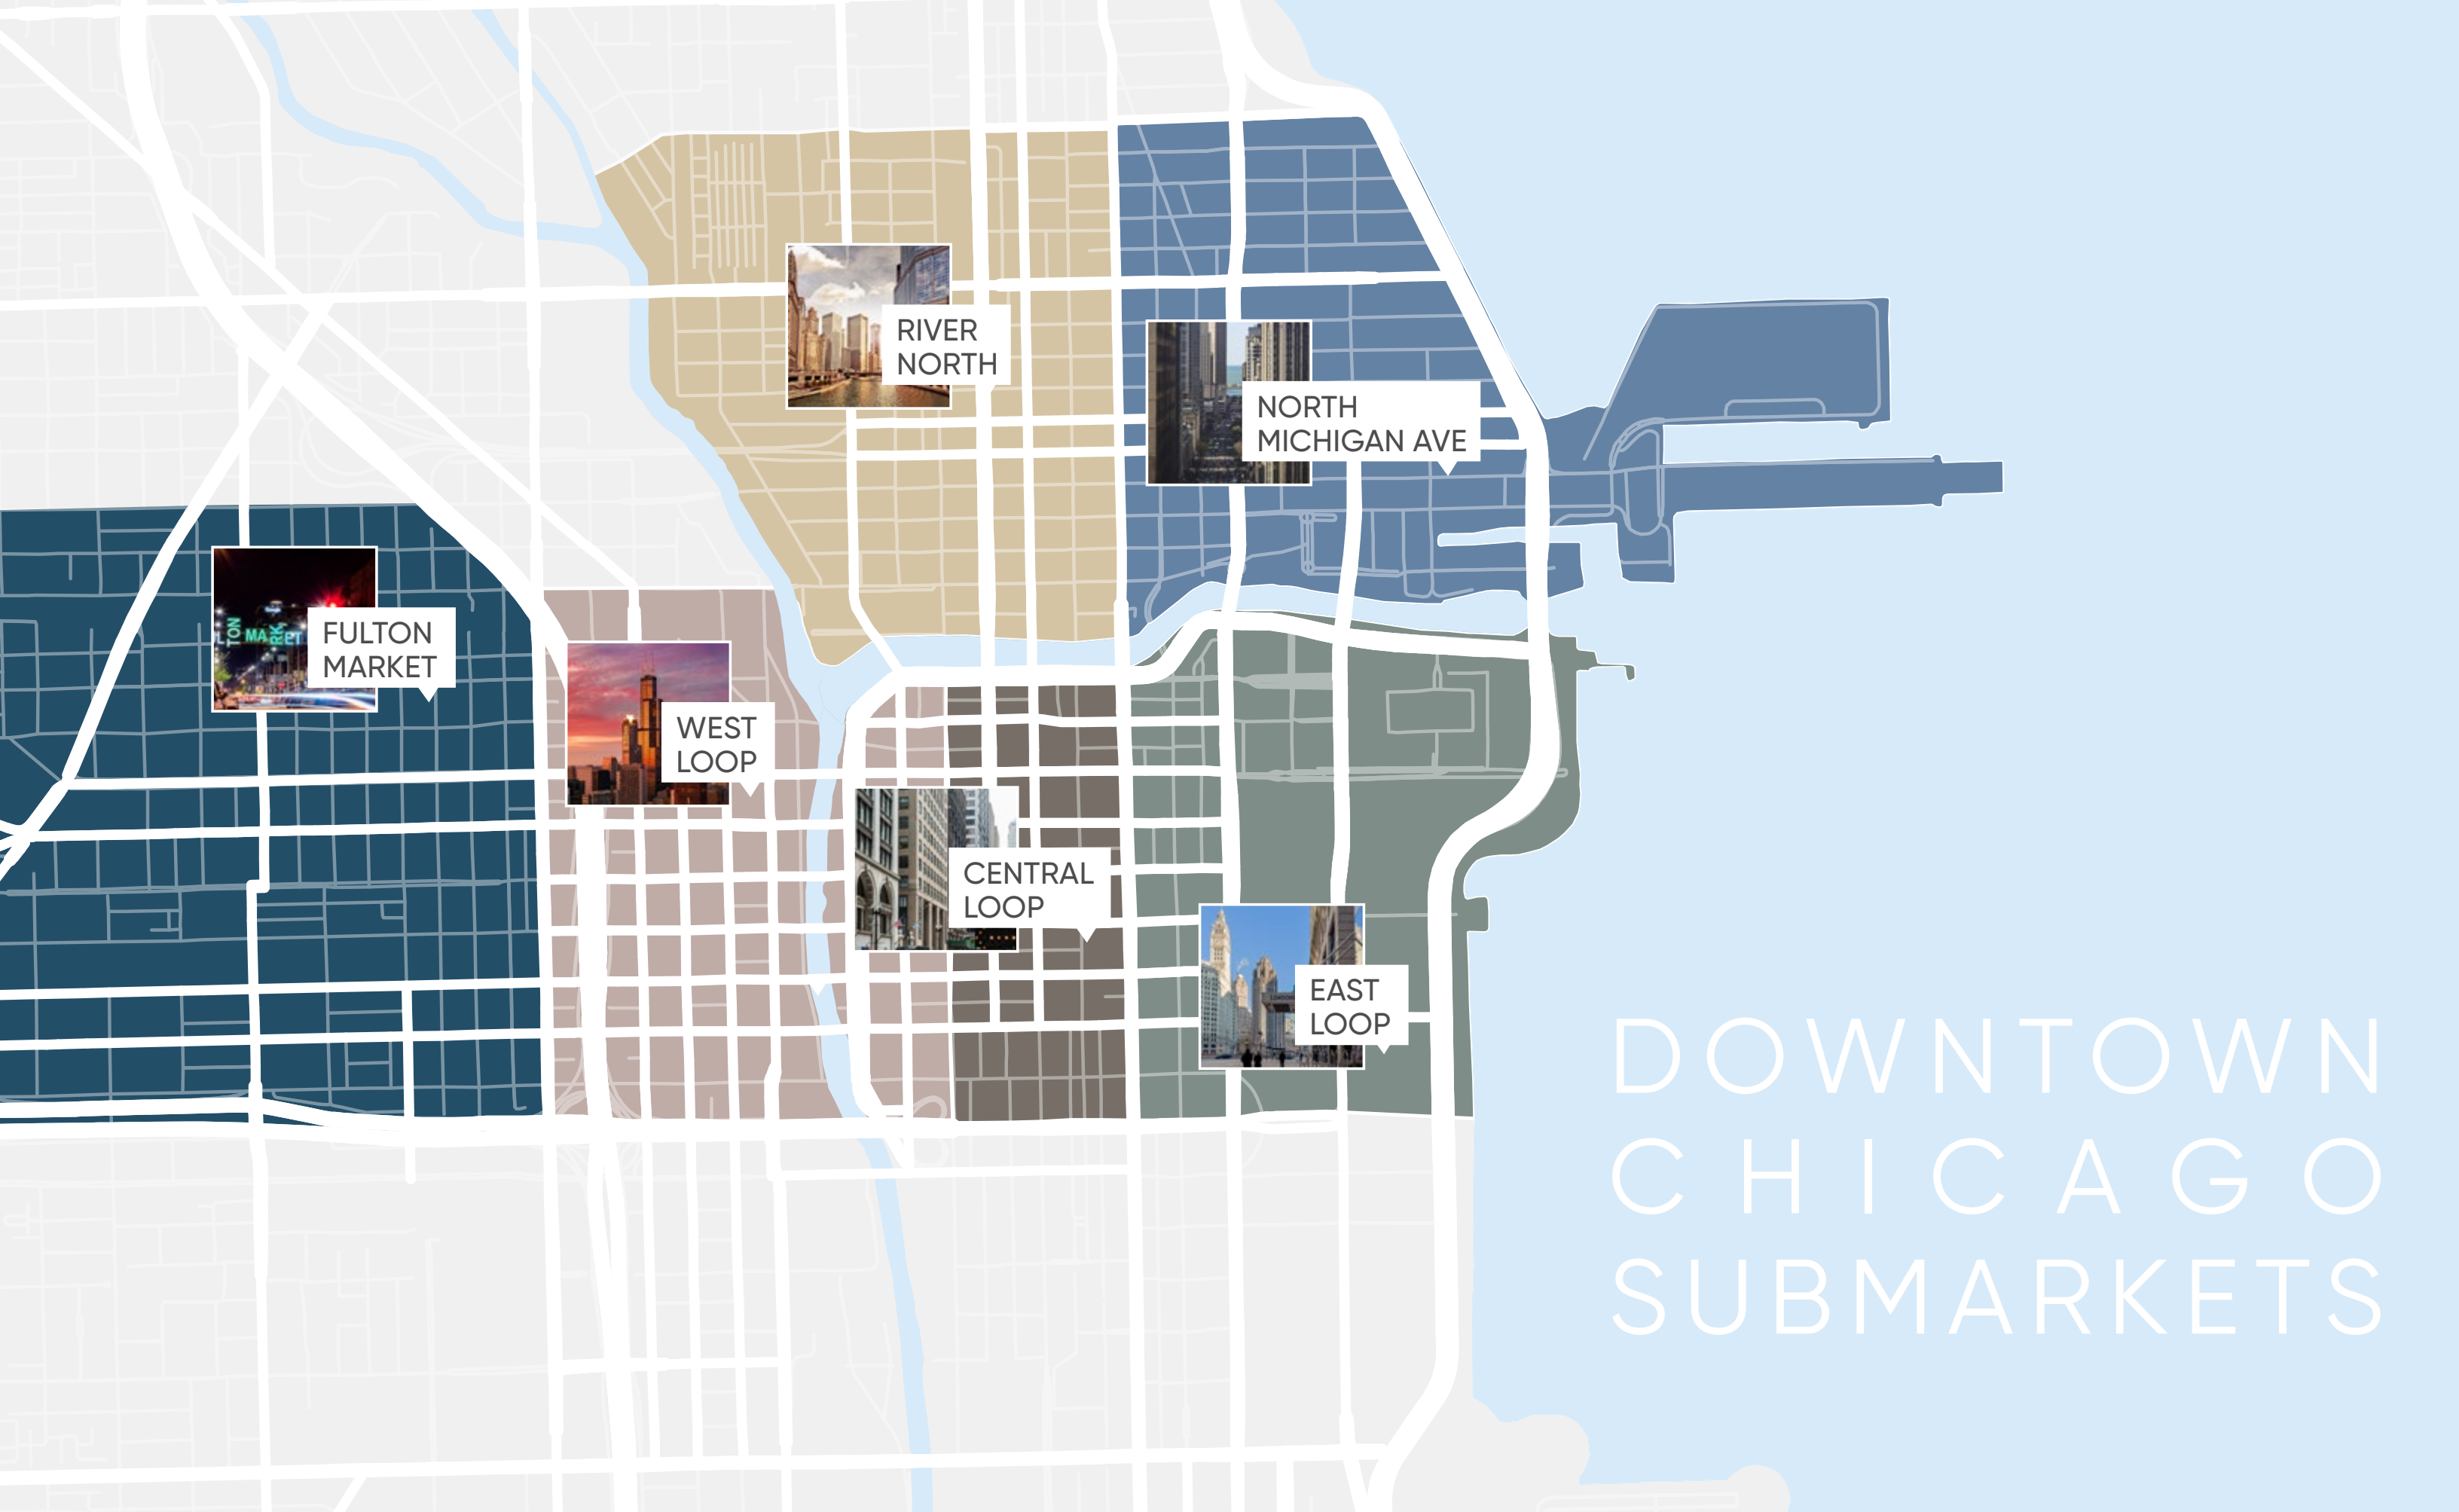 RIVER
NORTH
NORTH
MICHIGAN AVE
FULTON
MARKET
WEST
LOOP
CENTRAL
LOOP
EAST
LOOP
DOWNTOWN
CHICAGO
SUBMARKETS